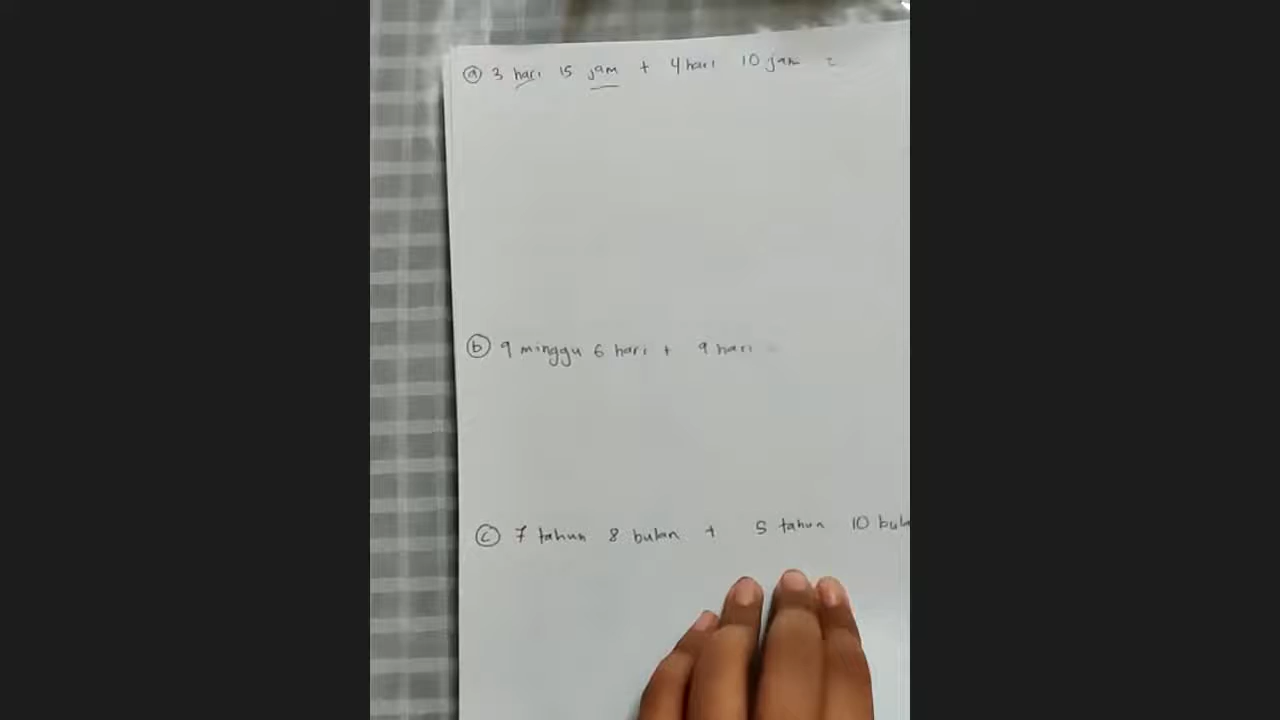 (a) 3 hari 15 jam + 4 hari 10 jam =
(b) 9 minggu 6 hari + 9 hari =
(c) 7 tahun 8 bulan + 5 tahun 10 bula